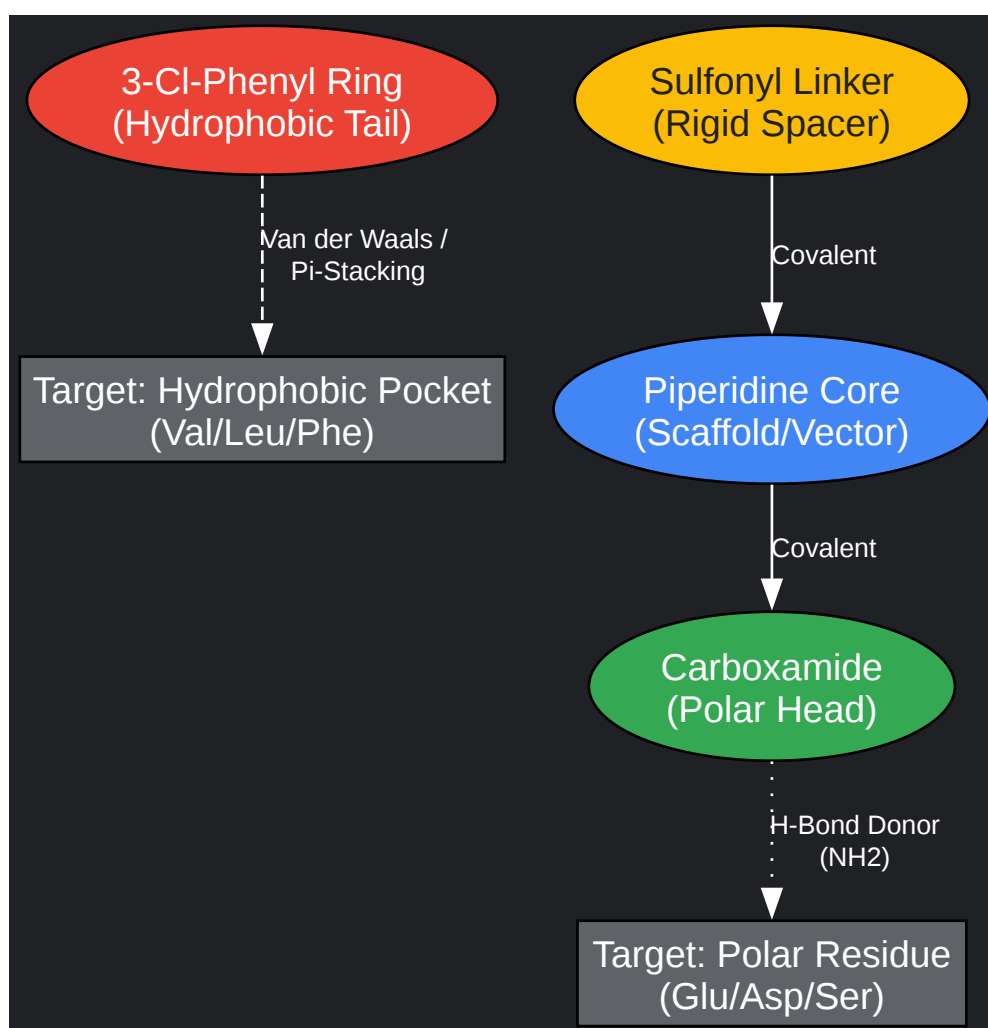 3-Cl-Phenyl Ring
(Hydrophobic Tail)
Van der Waals /
Pi-Stacking
Target: Hydrophobic Pocket
(Val/Leu/Phe)
Sulfonyl Linker
(Rigid Spacer)
Covalent
Piperidine Core
(Scaffold/Vector)
Covalent
Carboxamide
(Polar Head)
H-Bond Donor
(NH2)
Target: Polar Residue
(Glu/Asp/Ser)